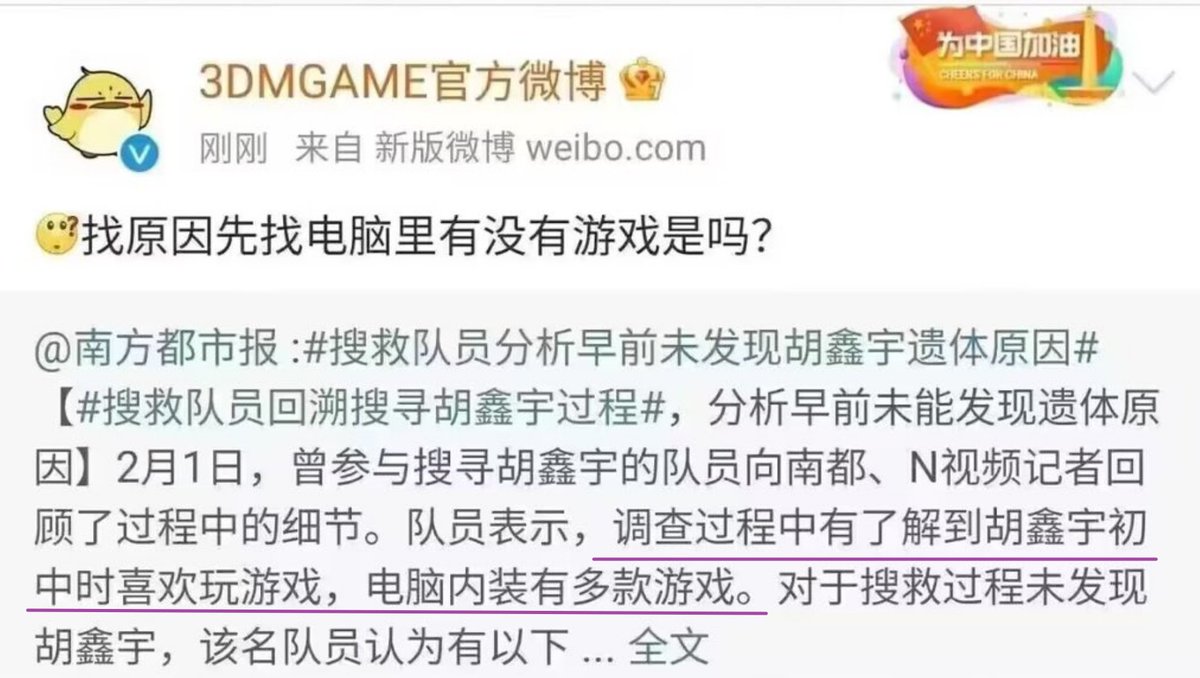 3DMGAME官方微博
为中国加油
CHEERS FOR CHINA
刚刚 来自 新版微博 weibo.com
找原因先找电脑里有没有游戏是吗?
@南方都市报 :#搜救队员分析早前未发现胡鑫宇遗体原因#
【#搜救队员回溯搜寻胡鑫宇过程#，分析早前未能发现遗体原
因】2月1日，曾参与搜寻胡鑫宇的队员向南都、N视频记者回
顾了过程中的细节。队员表示，调查过程中有了解到胡鑫宇初
中时喜欢玩游戏，电脑内装有多款游戏。对于搜救过程未发现
胡鑫宇，该名队员认为有以下 ... 全文